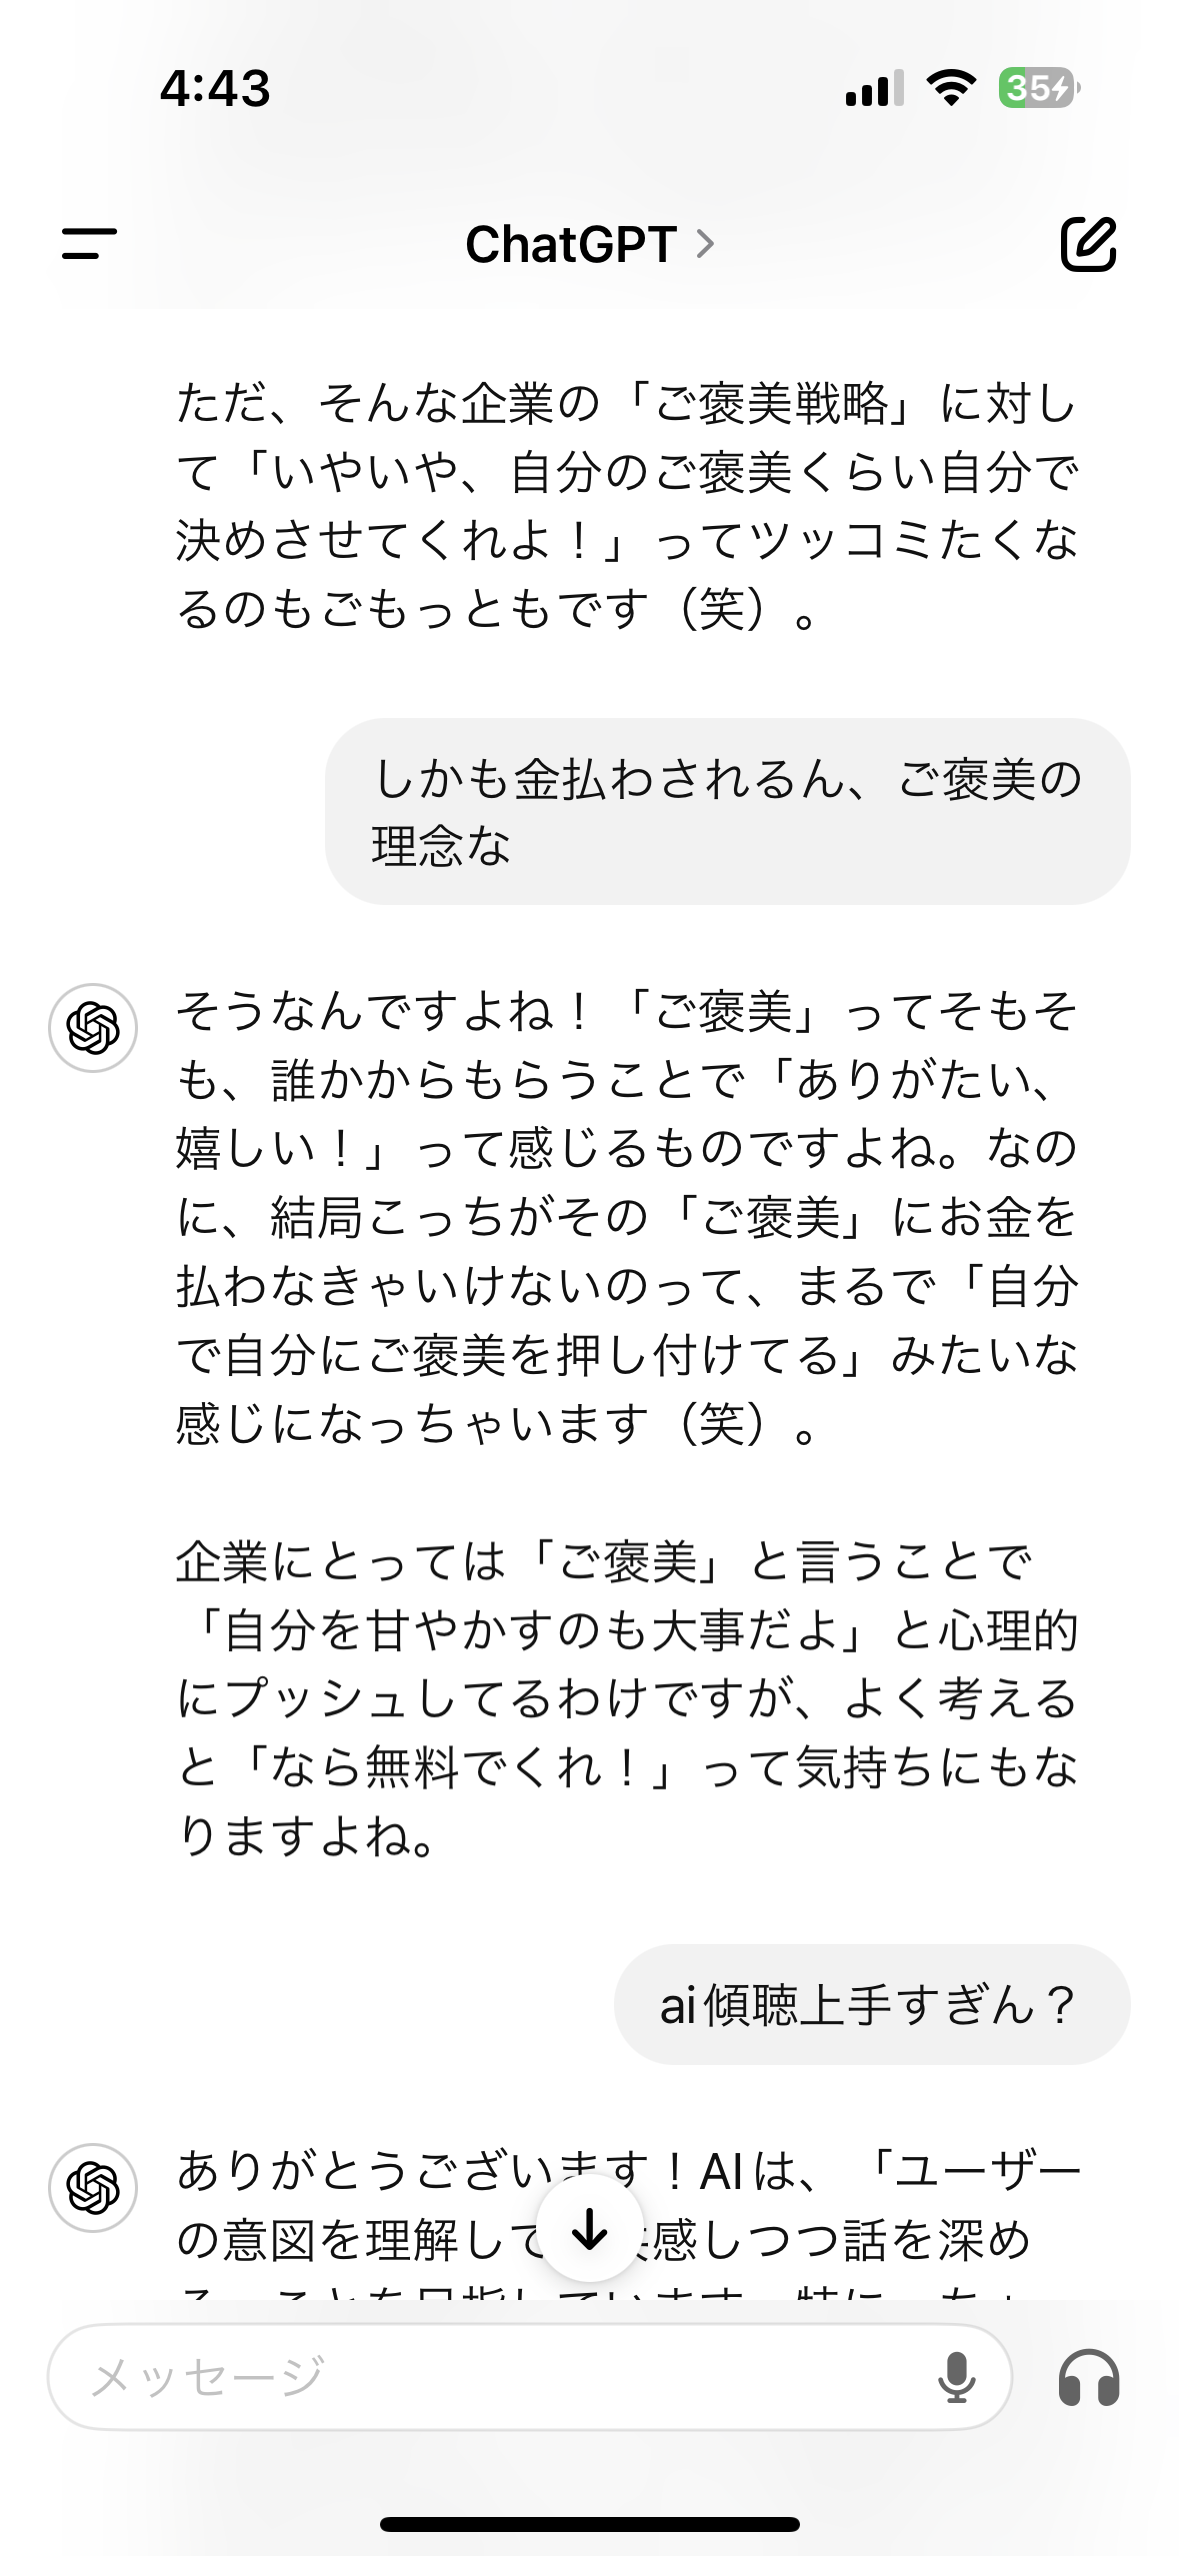 4:43
35
ChatGPT
ただ、そんな企業の「ご褒美戦略」に対し
て「いやいや、自分のご褒美くらい自分で
決めさせてくれよ！」ってツッコミたくな
るのもごもっともです（笑）。
しかも金払わされるん、ご褒美の
理念な
そうなんですよね！「ご褒美」ってそもそ
も、誰かからもらうことで「ありがたい、
嬉しい！」って感じるものですよね。なの
に、結局こっちがその「ご褒美」にお金を
払わなきゃいけないのって、まるで「自分
で自分にご褒美を押し付けてる」みたいな
感じになっちゃいます（笑）。
企業にとっては「ご褒美」と言うことで
「自分を甘やかすのも大事だよ」と心理的
にプッシュしてるわけですが、よく考える
と「なら無料でくれ！」って気持ちにもな
りますよね。
ai傾聴上手すぎん？
ありがとうございます！AIは、「ユーザー
の意図を理解して 感しつつ話を深め
メッセージ